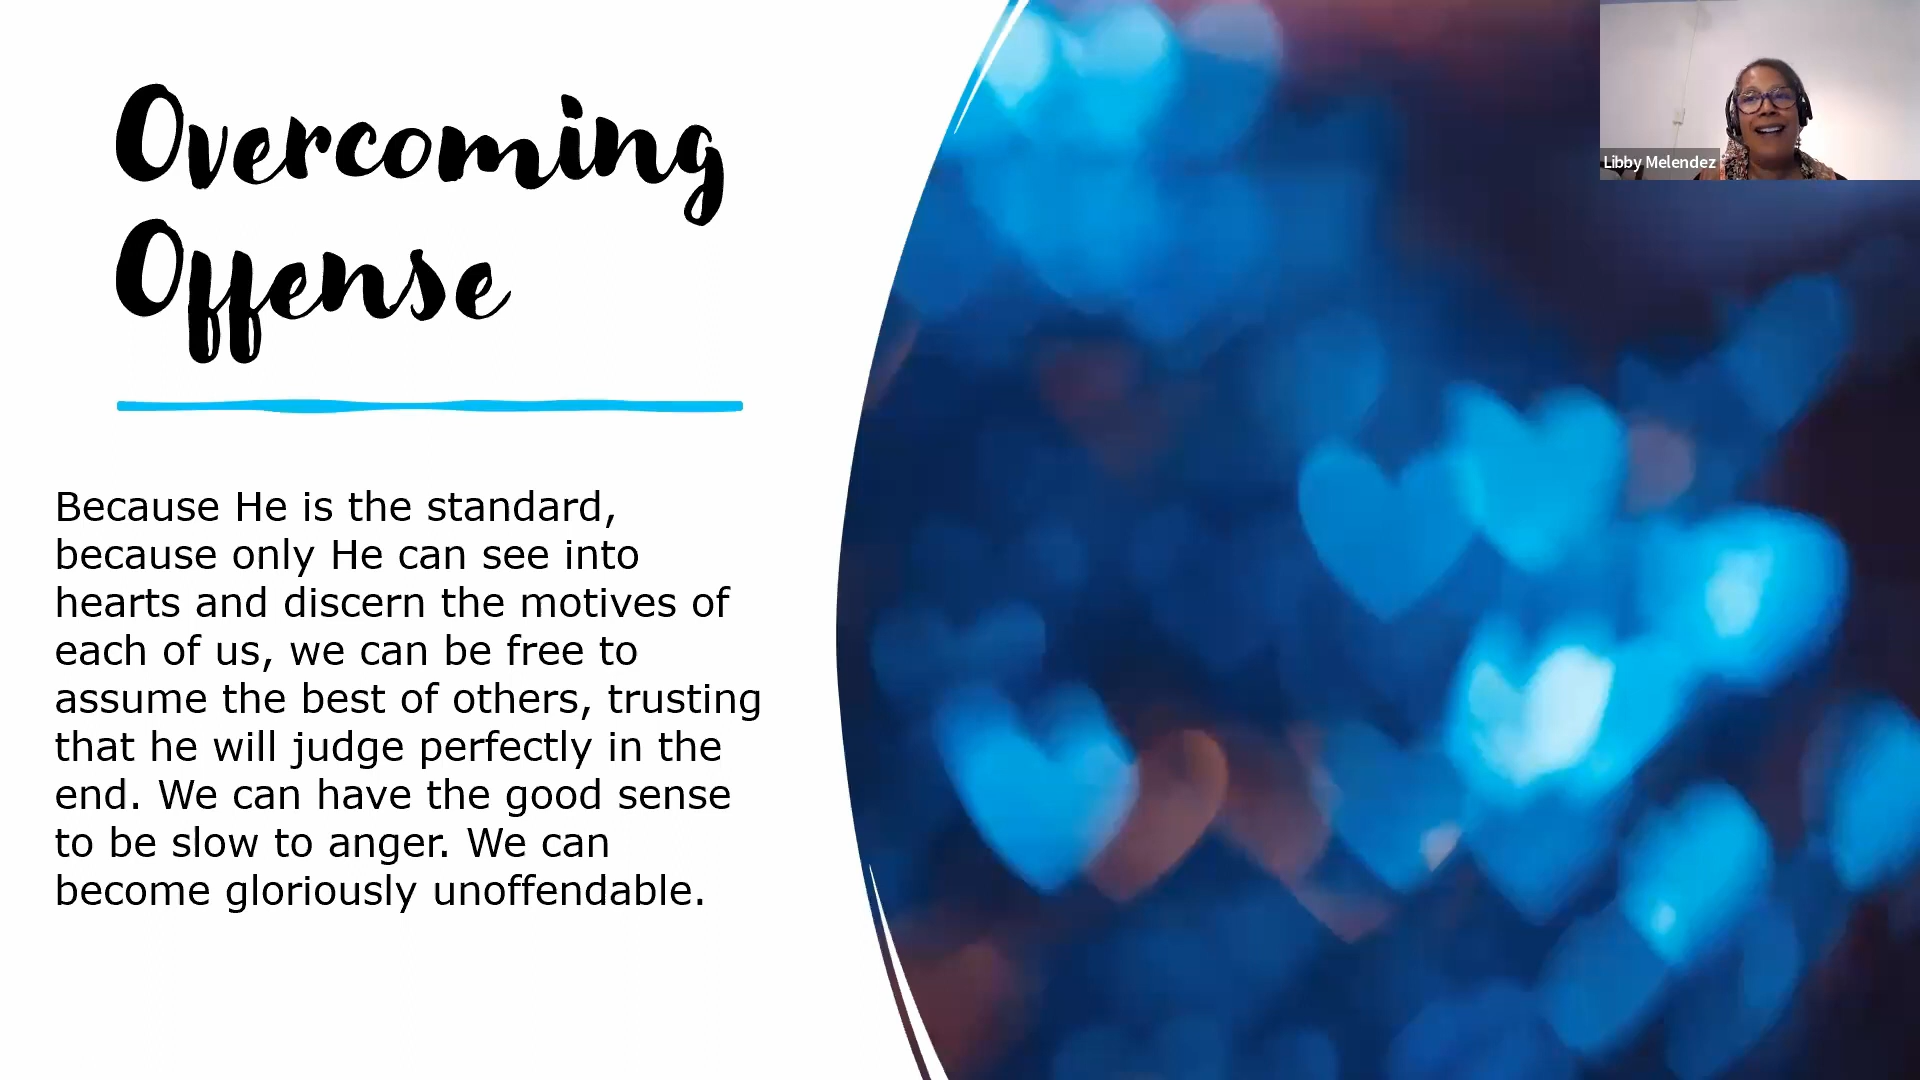 Overcoming
Offense
Because He is the standard,
because only He can see into
hearts and discern the motives of
each of us, we can be free to
assume the best of others, trusting
that he will judge perfectly in the
end. We can have the good sense
to be slow to anger. We can
become gloriously unoffendable.
Libby Melendez